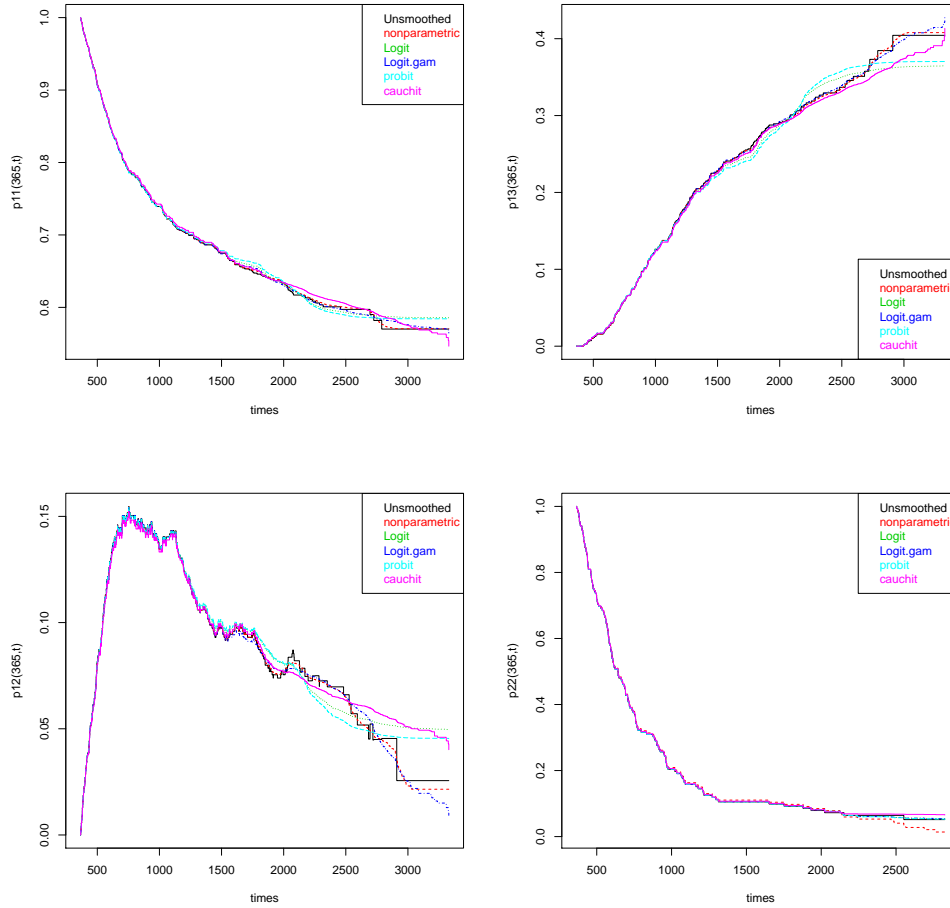 p11(365,t)
1.0
0.9
0.8
0.7
0.6
Unsmoothed
nonparametric
Logit
Logit.gam
probit
cauchit
500 1000 1500 2000 2500 3000
times
p13(365,t)
0.4
0.3
0.2
0.1
0.0
Unsmoothed
nonparametric
Logit
Logit.gam
probit
cauchit
500 1000 1500 2000 2500 3000
times
p12(365,t)
0.15
0.10
0.05
0.00
Unsmoothed
nonparametric
Logit
Logit.gam
probit
cauchit
500 1000 1500 2000 2500 3000
times
p22(365,t)
1.0
0.8
0.6
0.4
0.2
0.0
Unsmoothed
nonparametric
Logit
Logit.gam
probit
cauchit
500 1000 1500 2000 2500
times